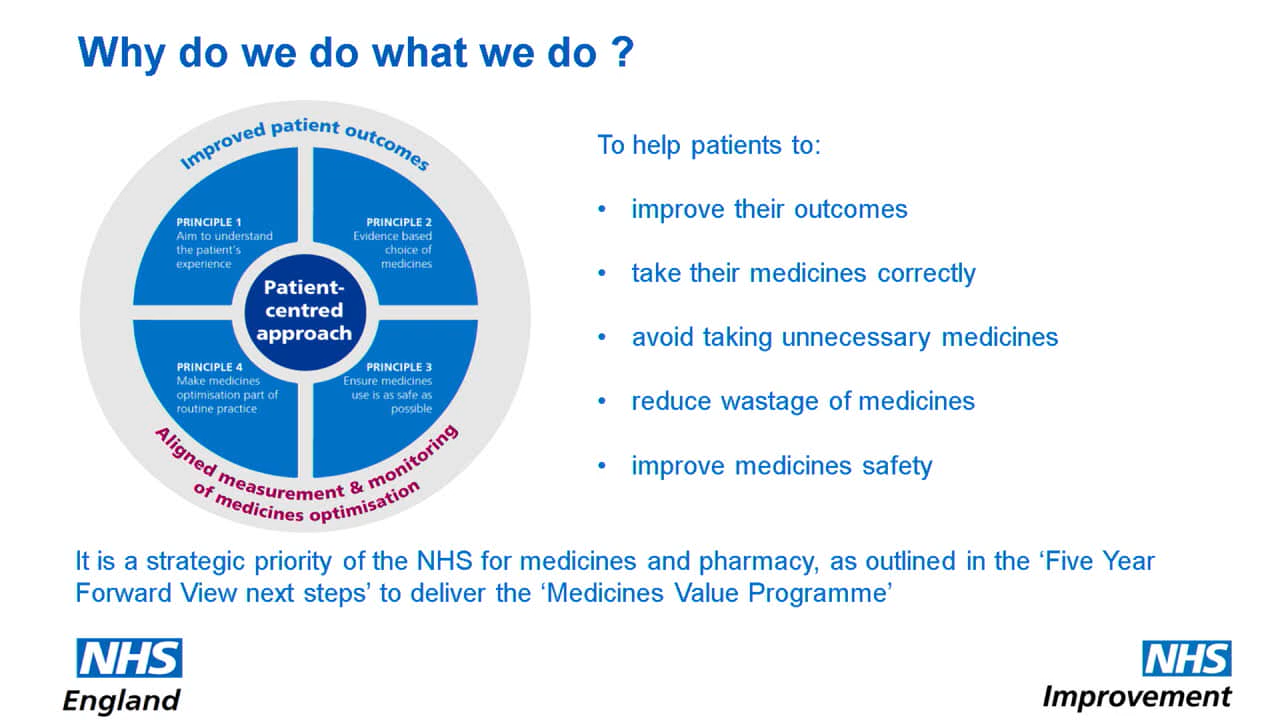 Why do we do what we do ?
Improved patient outcomes
PRINCIPLE 1
Aim to understand
the patient's
experience
PRINCIPLE 2
Evidence based
choice of
medicines
Patient-
centred
approach
PRINCIPLE 4
Make medicines
optimisation part of
routine practice
PRINCIPLE 3
Ensure medicines
use is as safe as
possible
Aligned measurement & monitoring
of medicines optimisation
To help patients to:
• improve their outcomes
• take their medicines correctly
• avoid taking unnecessary medicines
• reduce wastage of medicines
• improve medicines safety
It is a strategic priority of the NHS for medicines and pharmacy, as outlined in the ‘Five Year
Forward View next steps’ to deliver the ‘Medicines Value Programme’
NHS
England
NHS
Improvement